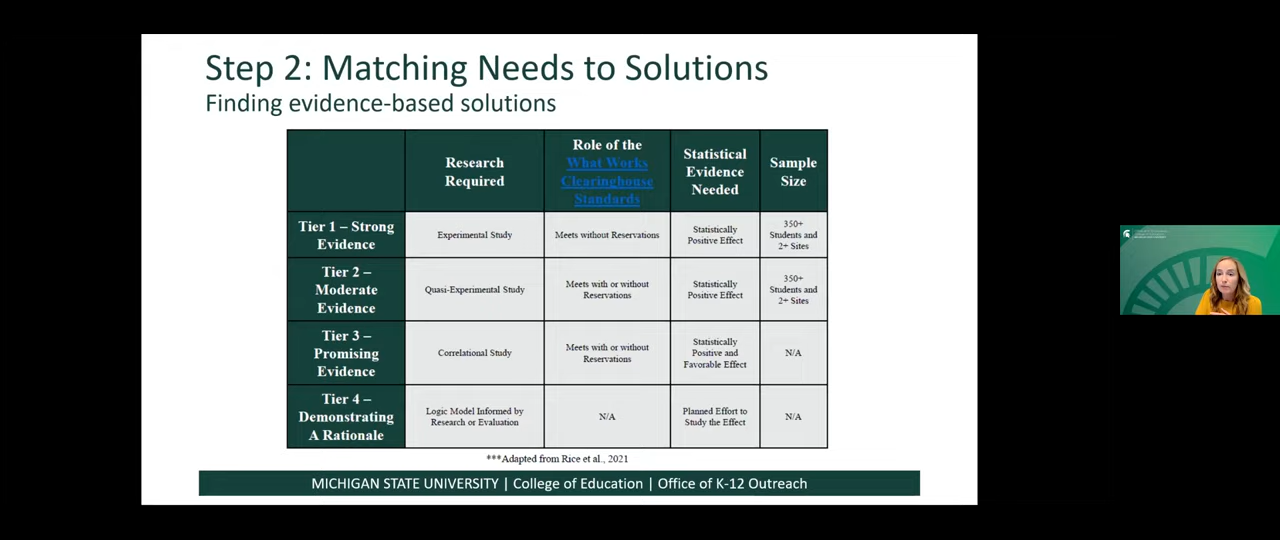 Step 2: Matching Needs to Solutions
Finding evidence-based solutions
Research
Required
Role of the
What Works
Clearinghouse
Standards
Statistical
Evidence
Needed
Sample
Size
Tier 1 – Strong
Evidence
Experimental Study
Meets without Reservations
Statistically
Positive Effect
350+
Students and
2+ Sites
Tier 2 –
Moderate
Evidence
Quasi-Experimental Study
Meets with or without
Reservations
Statistically
Positive Effect
350+
Students and
2+ Sites
Tier 3 –
Promising
Evidence
Correlational Study
Meets with or without
Reservations
Statistically
Positive and
Favorable Effect
N/A
Tier 4 –
Demonstrating
A Rationale
Logic Model Informed by
Research or Evaluation
N/A
Planned Effort to
Study the Effect
N/A
***Adapted from Rice et al., 2021
MICHIGAN STATE UNIVERSITY | College of Education | Office of K-12 Outreach